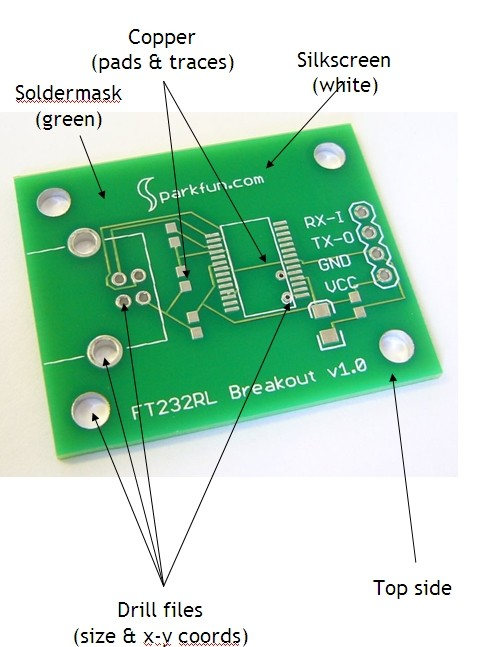 Copper
(pads & traces)
Silkscreen
(white)
Soldermask
(green)
sparkfun.com
RX-I
TX-O
GND
VCC
FT232RL Breakout v1.0
Top side
Drill files
(size & x-y coords)